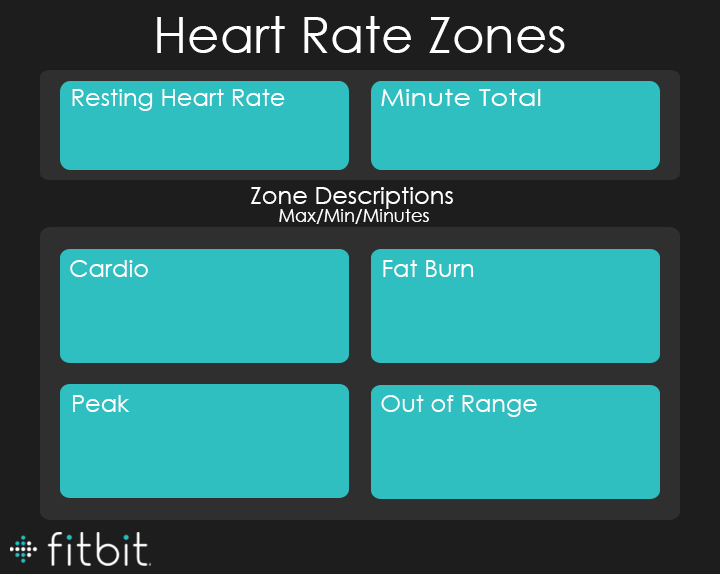 Heart Rate Zones
Resting Heart Rate
Minute Total
Zone Descriptions
Max/Min/Minutes
Cardio
Fat Burn
Peak
Out of Range
fitbit.